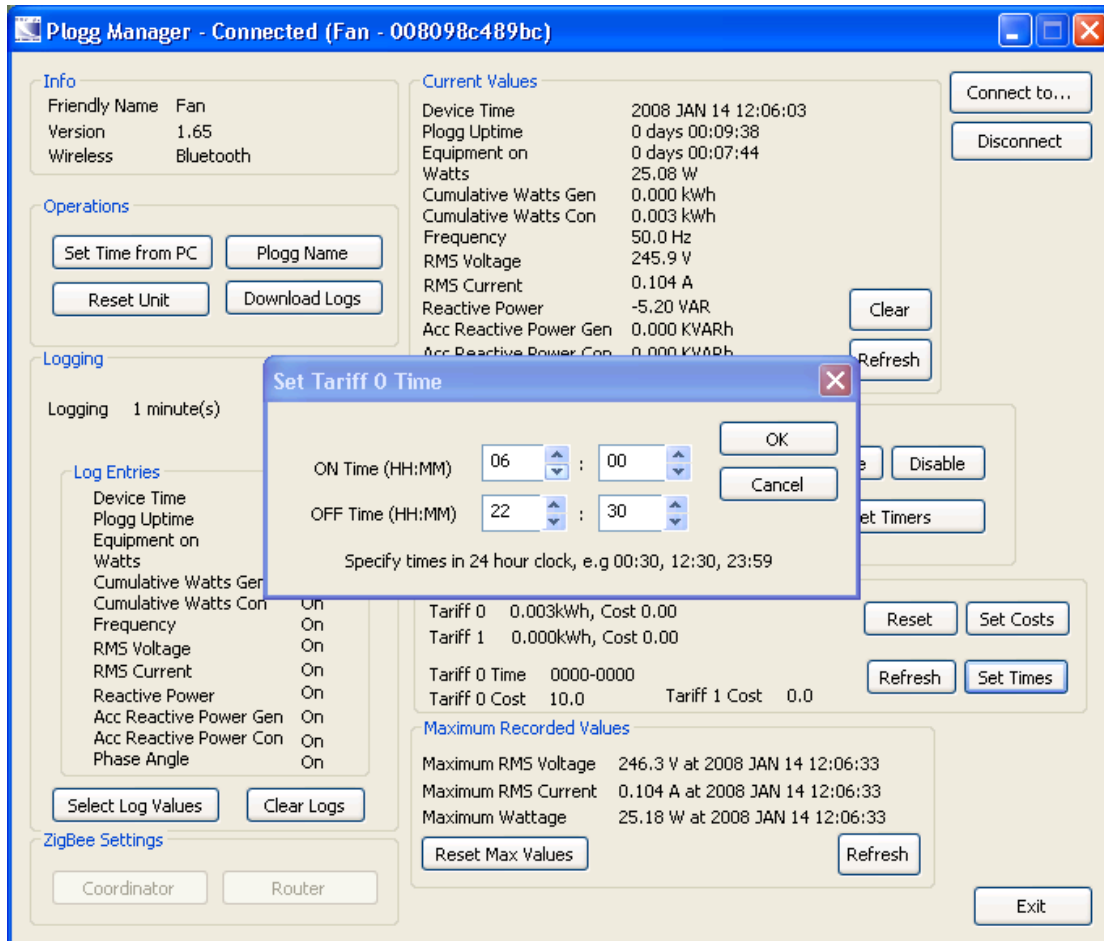 Plogg Manager - Connected (Fan - 008098c489bc)
Info
Friendly Name Fan
Version 1.65
Wireless Bluetooth
Operations
Set Time from PC Plogg Name
Reset Unit Download Logs
Current Values
Device Time 2008 JAN 14 12:06:03
Plogg Uptime 0 days 00:09:38
Equipment on 0 days 00:07:44
Watts 25.08 W
Cumulative Watts Gen 0.000 kWh
Cumulative Watts Con 0.003 kWh
Frequency 50.0 Hz
RMS Voltage 245.9 V
RMS Current 0.104 A
Reactive Power -5.20 VAR
Acc Reactive Power Gen 0.000 KVARh
Acc Reactive Power Con 0.000 KVARh
Clear
Refresh
Connect to...
Disconnect
Logging
Logging 1 minute(s)
Log Entries
Device Time
Plogg Uptime
Equipment on
Watts
Cumulative Watts Gen
Cumulative Watts Con On
Frequency On
RMS Voltage On
RMS Current On
Reactive Power On
Acc Reactive Power Gen On
Acc Reactive Power Con On
Phase Angle On
Select Log Values Clear Logs
ZigBee Settings
Coordinator Router
Set Tariff 0 Time
ON Time (HH:MM) 06 : 00
OFF Time (HH:MM) 22 : 30
OK
Cancel
Specify times in 24 hour clock, e.g 00:30, 12:30, 23:59
Disable
Timers
Tariff 0 0.003kWh, Cost 0.00
Tariff 1 0.000kWh, Cost 0.00
Reset Set Costs
Tariff 0 Time 0000-0000
Tariff 0 Cost 10.0 Tariff 1 Cost 0.0
Refresh Set Times
Maximum Recorded Values
Maximum RMS Voltage 246.3 V at 2008 JAN 14 12:06:33
Maximum RMS Current 0.104 A at 2008 JAN 14 12:06:33
Maximum Wattage 25.18 W at 2008 JAN 14 12:06:33
Reset Max Values Refresh
Exit